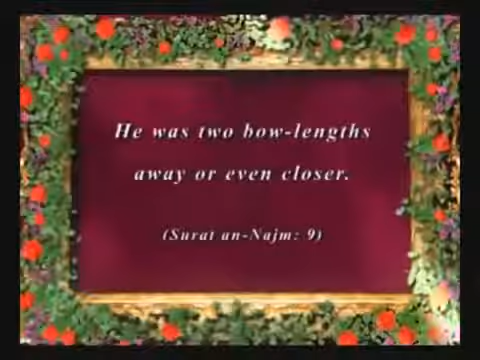 He was two bow-lengths
away or even closer.
(Surat an-Najm: 9)